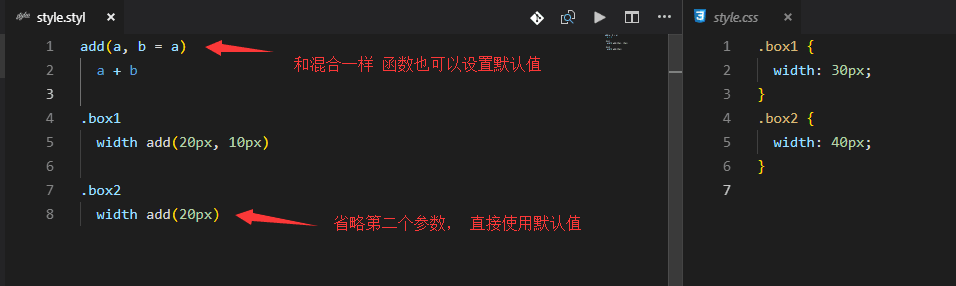 style.styl
style.css
1 add(a, b = a)
和混合一样 函数也可以设置默认值
2 a + b
3
4 .box1
5 width add(20px, 10px)
6
7 .box2
8 width add(20px)
省略第二个参数， 直接使用默认值
1 .box1 {
2 width: 30px;
3 }
4 .box2 {
5 width: 40px;
6 }
7